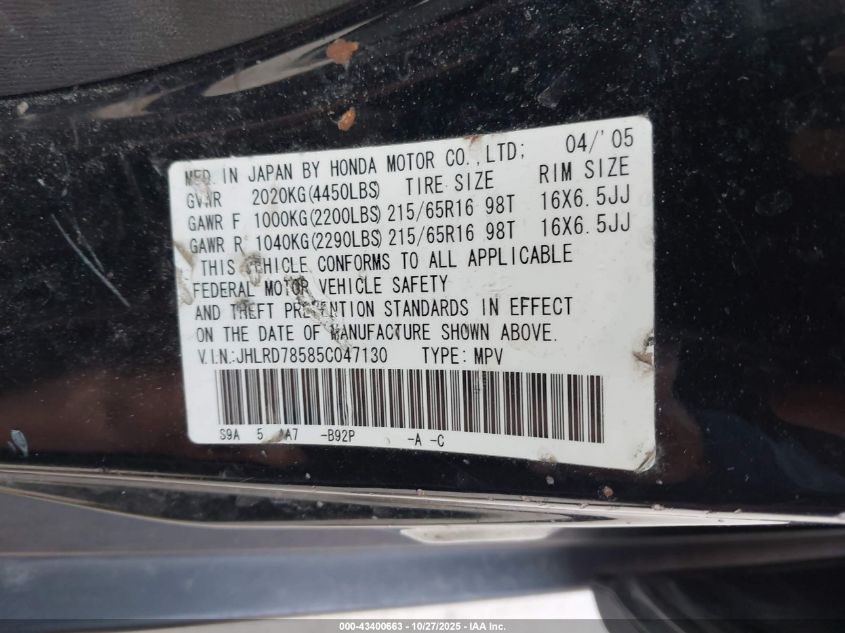 MFD. IN JAPAN BY HONDA MOTOR CO., LTD; 04/'05
GVWR 2020KG(4450LBS) TIRE SIZE RIM SIZE
GAWR F 1000KG(2200LBS) 215/65R16 98T 16X6.5JJ
GAWR R 1040KG(2290LBS) 215/65R16 98T 16X6.5JJ
THIS VEHICLE CONFORMS TO ALL APPLICABLE
FEDERAL MOTOR VEHICLE SAFETY
AND THEFT PREVENTION STANDARDS IN EFFECT
ON THE DATE OF MANUFACTURE SHOWN ABOVE.
V.I.N.:JHLRD78585C047130 TYPE: MPV
S9A 5 A7 -B92P -A -C
000-43400663 - 10/27/2025 - IAA Inc.